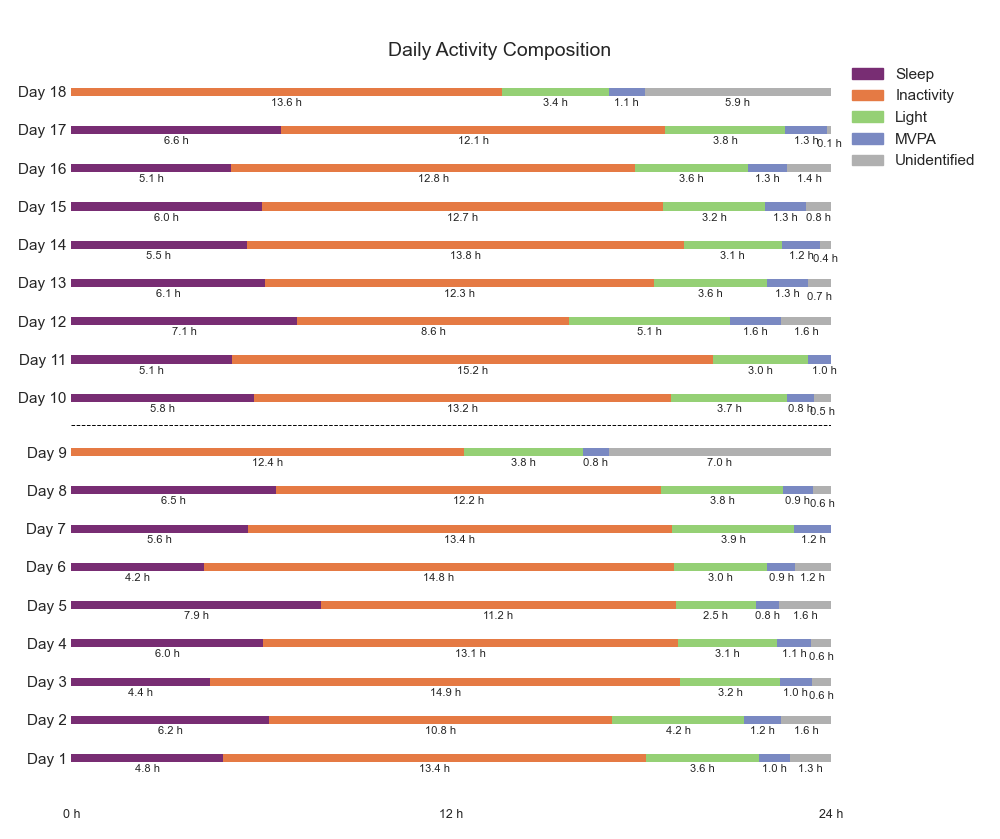 Daily Activity Composition
Sleep
Inactivity
Light
MVPA
Unidentified
Day 18
13.6 h 3.4 h 1.1 h 5.9 h
Day 17
6.6 h 12.1 h 3.8 h 1.3 h 0.1 h
Day 16
5.1 h 12.8 h 3.6 h 1.3 h 1.4 h
Day 15
6.0 h 12.7 h 3.2 h 1.3 h 0.8 h
Day 14
5.5 h 13.8 h 3.1 h 1.2 h 0.4 h
Day 13
6.1 h 12.3 h 3.6 h 1.3 h 0.7 h
Day 12
7.1 h 8.6 h 5.1 h 1.6 h 1.6 h
Day 11
5.1 h 15.2 h 3.0 h 1.0 h
Day 10
5.8 h 13.2 h 3.7 h 0.8 h 0.5 h
Day 9
12.4 h 3.8 h 0.8 h 7.0 h
Day 8
6.5 h 12.2 h 3.8 h 0.9 h 0.6 h
Day 7
5.6 h 13.4 h 3.9 h 1.2 h
Day 6
4.2 h 14.8 h 3.0 h 0.9 h 1.2 h
Day 5
7.9 h 11.2 h 2.5 h 0.8 h 1.6 h
Day 4
6.0 h 13.1 h 3.1 h 1.1 h 0.6 h
Day 3
4.4 h 14.9 h 3.2 h 1.0 h 0.6 h
Day 2
6.2 h 10.8 h 4.2 h 1.2 h 1.6 h
Day 1
4.8 h 13.4 h 3.6 h 1.0 h 1.3 h
0 h 12 h 24 h